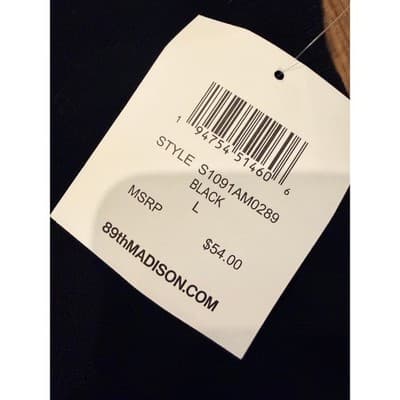 1 94754 51460 6
STYLE S1091AM0289
BLACK
L
MSRP $54.00
89thMADISON.COM